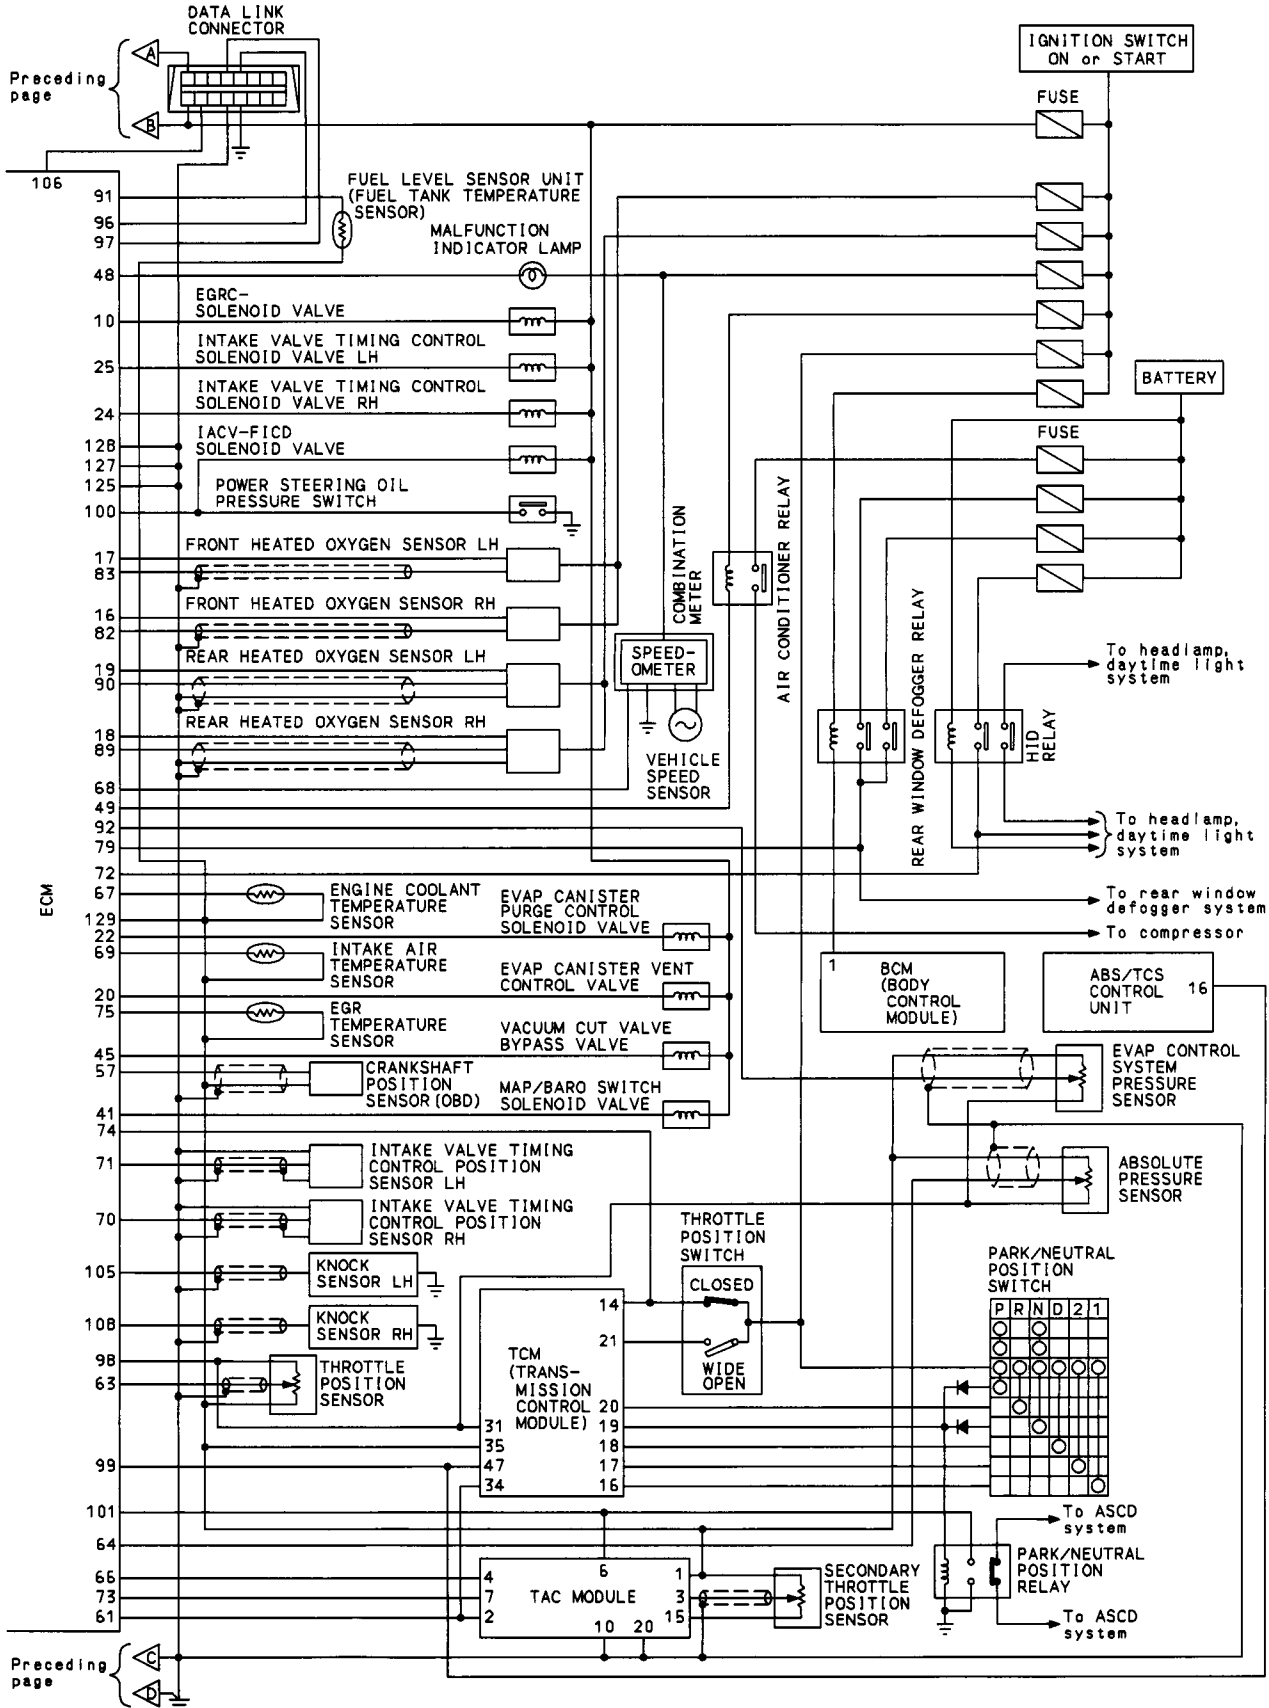 DATA LINK
CONNECTOR
A
Preceding
page
B
IGNITION SWITCH
ON or START
FUSE
106
91
96
97
48
10
25
24
128
127
125
100
17
83
16
82
19
90
18
89
68
49
92
79
72
67
129
22
69
20
75
45
57
41
74
71
70
105
108
98
63
99
101
64
66
73
61
ECM
FUEL LEVEL SENSOR UNIT
(FUEL TANK TEMPERATURE
SENSOR)
MALFUNCTION
INDICATOR LAMP
EGRC-
SOLENOID VALVE
INTAKE VALVE TIMING CONTROL
SOLENOID VALVE LH
INTAKE VALVE TIMING CONTROL
SOLENOID VALVE RH
IACV-FICD
SOLENOID VALVE
POWER STEERING OIL
PRESSURE SWITCH
FRONT HEATED OXYGEN SENSOR LH
FRONT HEATED OXYGEN SENSOR RH
REAR HEATED OXYGEN SENSOR LH
REAR HEATED OXYGEN SENSOR RH
BATTERY
FUSE
COMBINATION
METER
SPEED-
OMETER
VEHICLE
SPEED
SENSOR
AIR CONDITIONER RELAY
REAR WINDOW DEFOGGER RELAY
HID
RELAY
To headlamp,
daytime light
system
To headlamp,
daytime light
system
To rear window
defogger system
To compressor
ENGINE COOLANT
TEMPERATURE
SENSOR
INTAKE AIR
TEMPERATURE
SENSOR
EGR
TEMPERATURE
SENSOR
CRANKSHAFT
POSITION
SENSOR(OBD)
EVAP CANISTER
PURGE CONTROL
SOLENOID VALVE
EVAP CANISTER VENT
CONTROL VALVE
VACUUM CUT VALVE
BYPASS VALVE
MAP/BARO SWITCH
SOLENOID VALVE
1
BCM
(BODY
CONTROL
MODULE)
ABS/TCS
CONTROL
UNIT
16
EVAP CONTROL
SYSTEM
PRESSURE
SENSOR
ABSOLUTE
PRESSURE
SENSOR
INTAKE VALVE TIMING
CONTROL POSITION
SENSOR LH
INTAKE VALVE TIMING
CONTROL POSITION
SENSOR RH
KNOCK
SENSOR LH
KNOCK
SENSOR RH
THROTTLE
POSITION
SENSOR
THROTTLE
POSITION
SWITCH
CLOSED
WIDE
OPEN
TCM
(TRANS-
MISSION
CONTROL
MODULE)
14
21
20
19
18
17
16
31
35
47
34
PARK/NEUTRAL
POSITION
SWITCH
P R N D 2 1
To ASCD
system
PARK/NEUTRAL
POSITION
RELAY
To ASCD
system
6
4
7
2
TAC MODULE
1
3
15
10 20
SECONDARY
THROTTLE
POSITION
SENSOR
Preceding
page
C
D